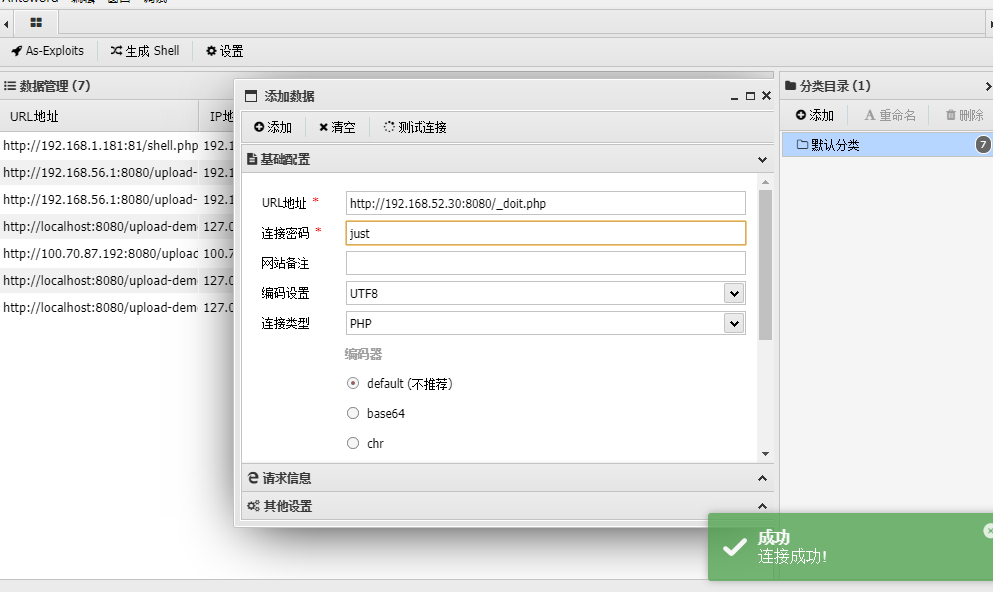 AntSword 编辑 窗口 调试
As-Exploits 生成 Shell 设置
数据管理 (7)
URL地址 IP地
http://192.168.1.181:81/shell.php 192.1
http://192.168.56.1:8080/upload- 192.1
http://192.168.56.1:8080/upload- 192.1
http://localhost:8080/upload-dem 127.0
http://100.70.87.192:8080/upload 100.7
http://localhost:8080/upload-dem 127.0
http://localhost:8080/upload-dem 127.0
添加数据
添加 清空 测试连接
基础配置
URL地址 * http://192.168.52.30:8080/_doit.php
连接密码 * just
网站备注
编码设置 UTF8
连接类型 PHP
编码器
default (不推荐)
base64
chr
请求信息
其他设置
分类目录 (1)
添加 重命名 删除
默认分类 7
成功
连接成功!